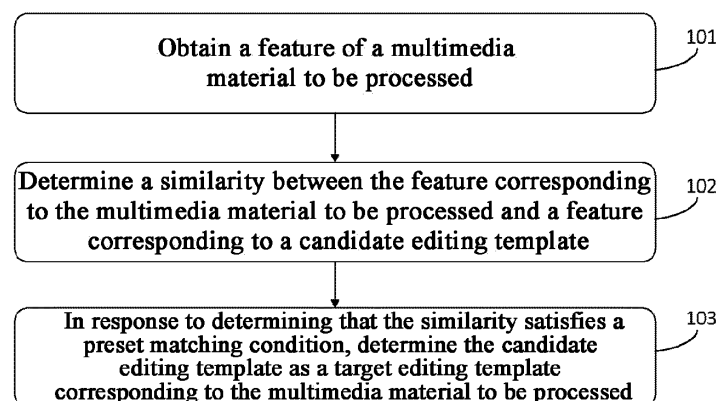 Obtain a feature of a multimedia
material to be processed
101
Determine a similarity between the feature corresponding
to the multimedia material to be processed and a feature
corresponding to a candidate editing template
102
In response to determining that the similarity satisfies a
preset matching condition, determine the candidate
editing template as a target editing template
corresponding to the multimedia material to be processed
103